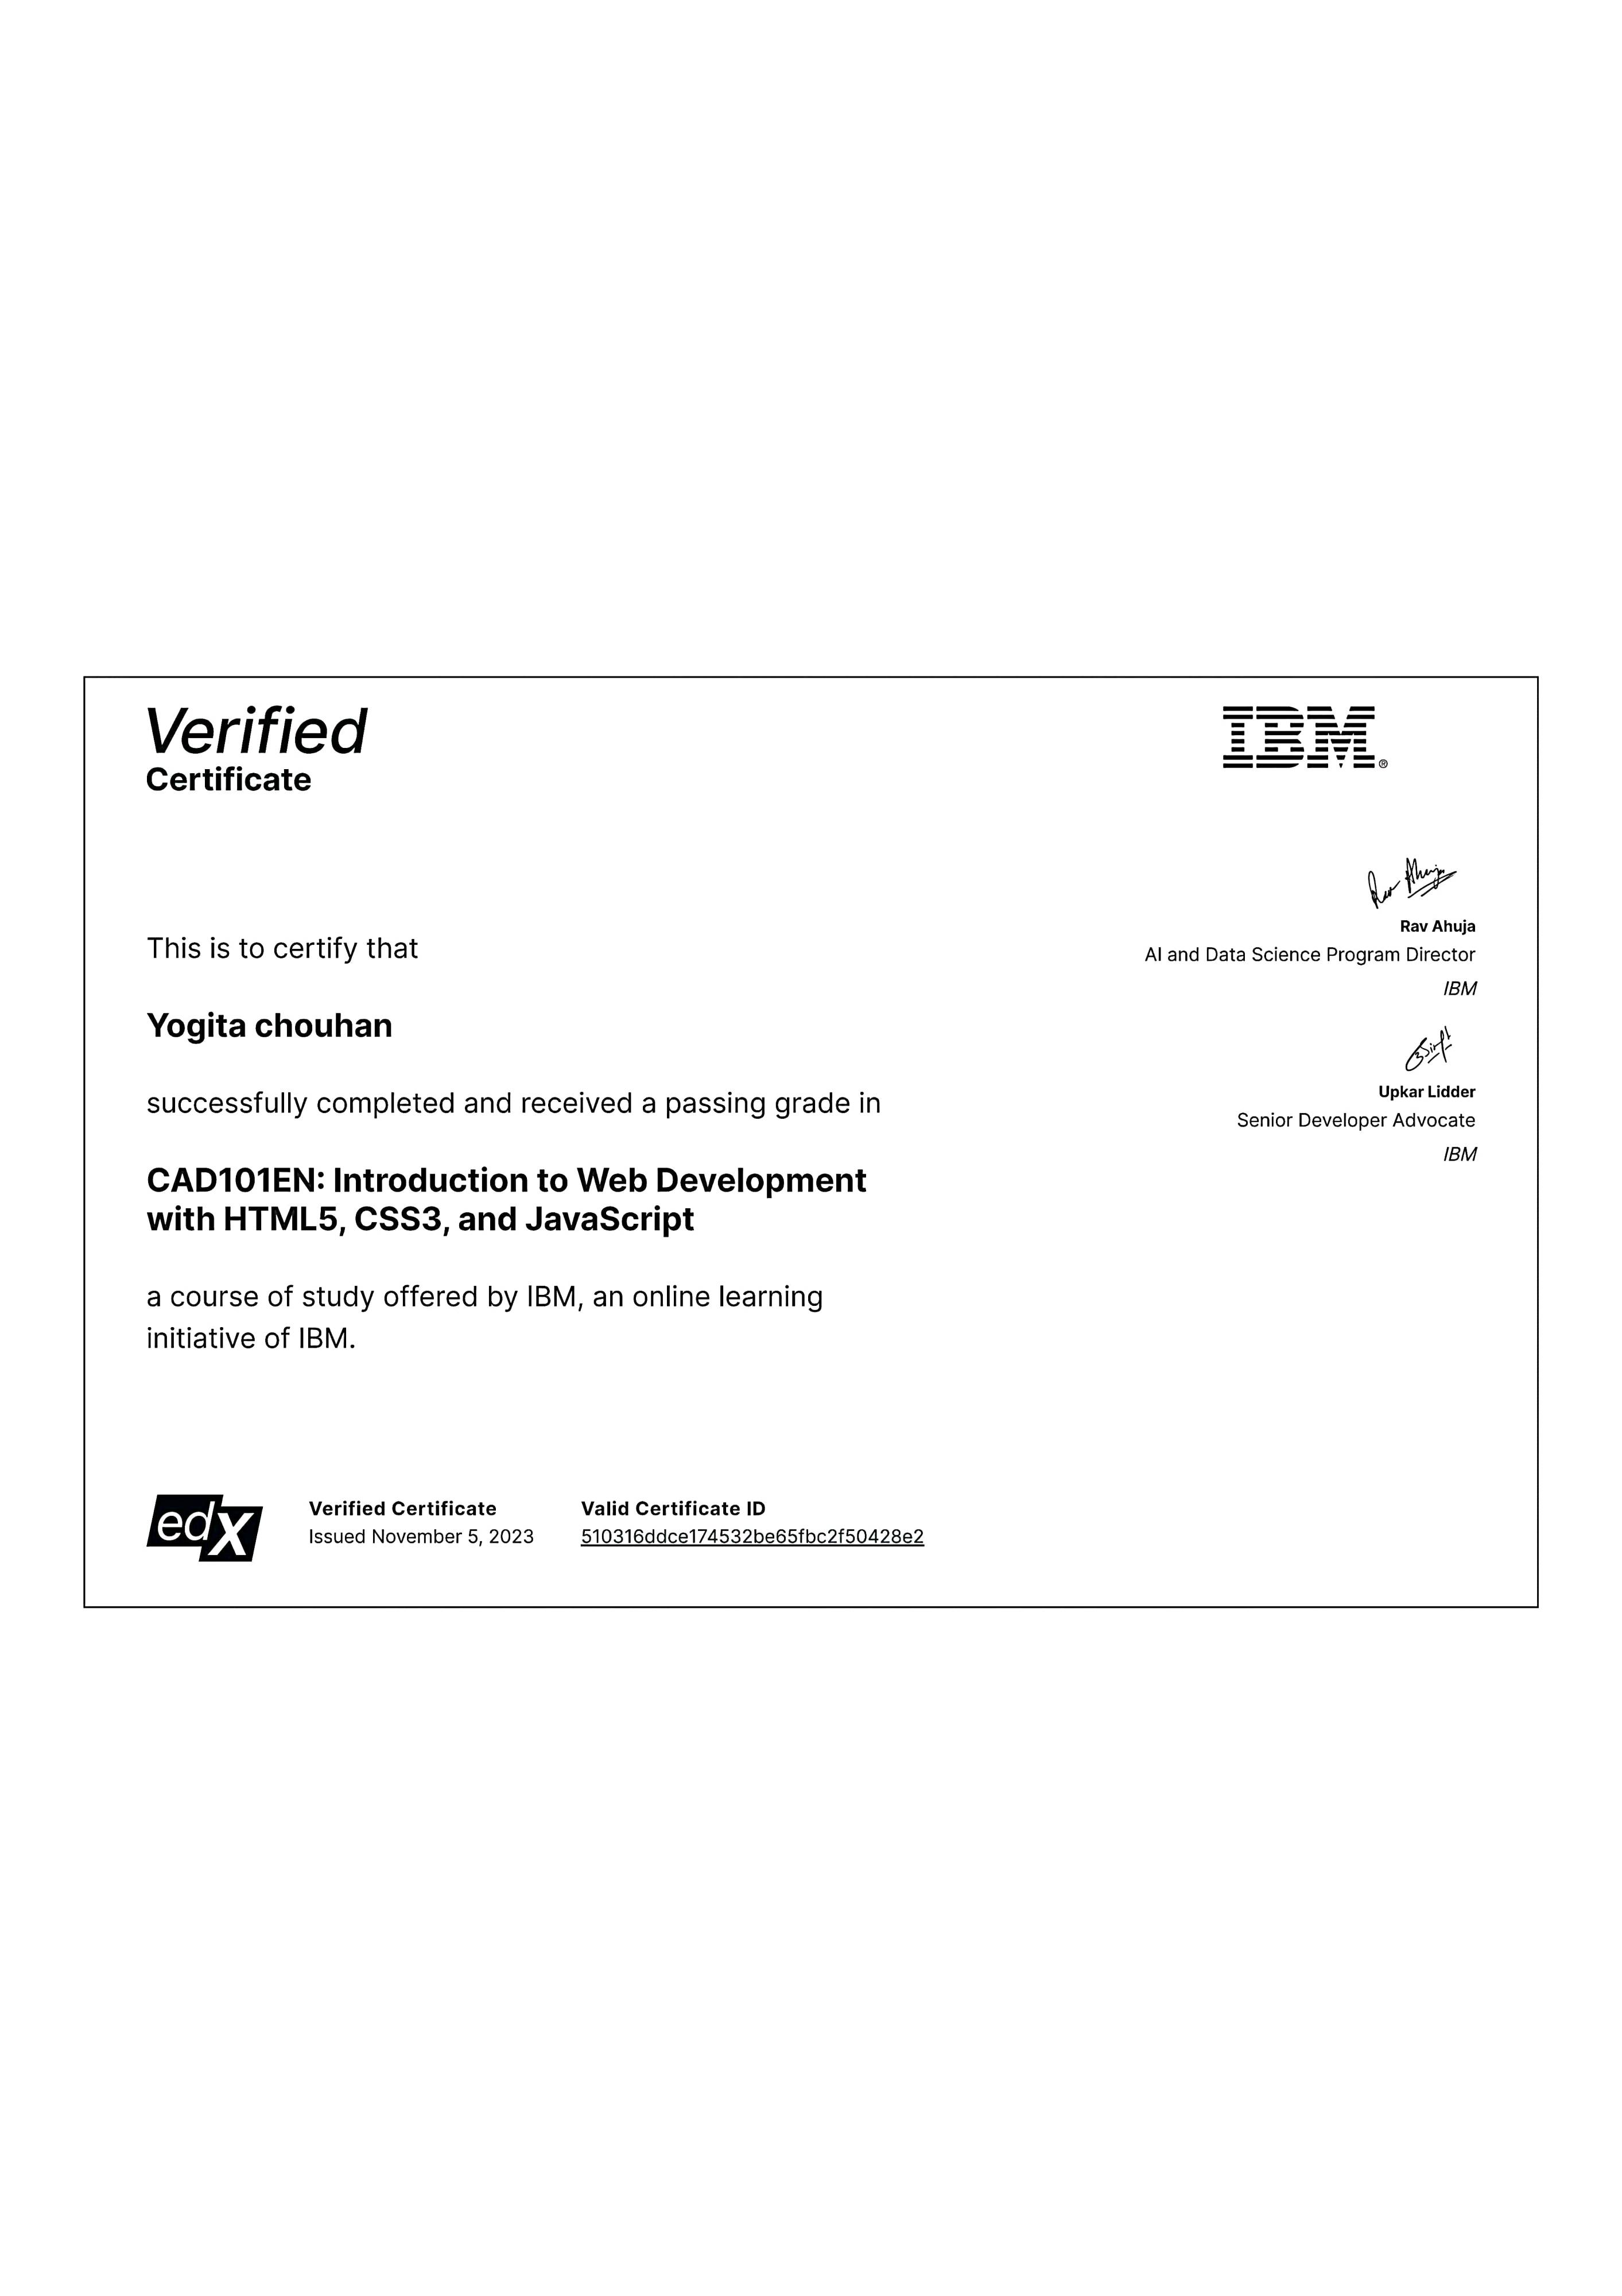 Verified
Certificate
IBM®
This is to certify that
Yogita chouhan
successfully completed and received a passing grade in
CAD101EN: Introduction to Web Development
with HTML5, CSS3, and JavaScript
a course of study offered by IBM, an online learning
initiative of IBM.
Rav Ahuja
Rav Ahuja
AI and Data Science Program Director
IBM
Upkar Lidder
Senior Developer Advocate
IBM
edX
Verified Certificate
Issued November 5, 2023
Valid Certificate ID
510316ddce174532be65fbc2f50428e2